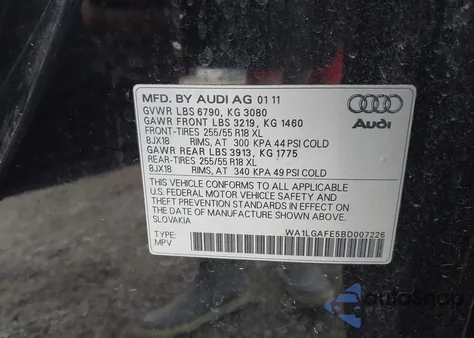 MFD. BY AUDI AG 01 11
GVWR LBS 6790, KG 3080
GAWR FRONT LBS 3219, KG 1460
FRONT-TIRES 255/55 R18 XL
8JX18 RIMS, AT 300 KPA 44 PSI COLD
GAWR REAR LBS 3913, KG 1775
REAR-TIRES 255/55 R18 XL
8JX18 RIMS, AT 340 KPA 49 PSI COLD
THIS VEHICLE CONFORMS TO ALL APPLICABLE
U.S. FEDERAL MOTOR VEHICLE SAFETY AND
THEFT PREVENTION STANDARDS IN EFFECT ON
THE DATE OF MANUFACTURE SHOWN ABOVE.
SLOVAKIA
TYPE: WA1LGAFE5BD007226
MPV
Audi
autoSnap